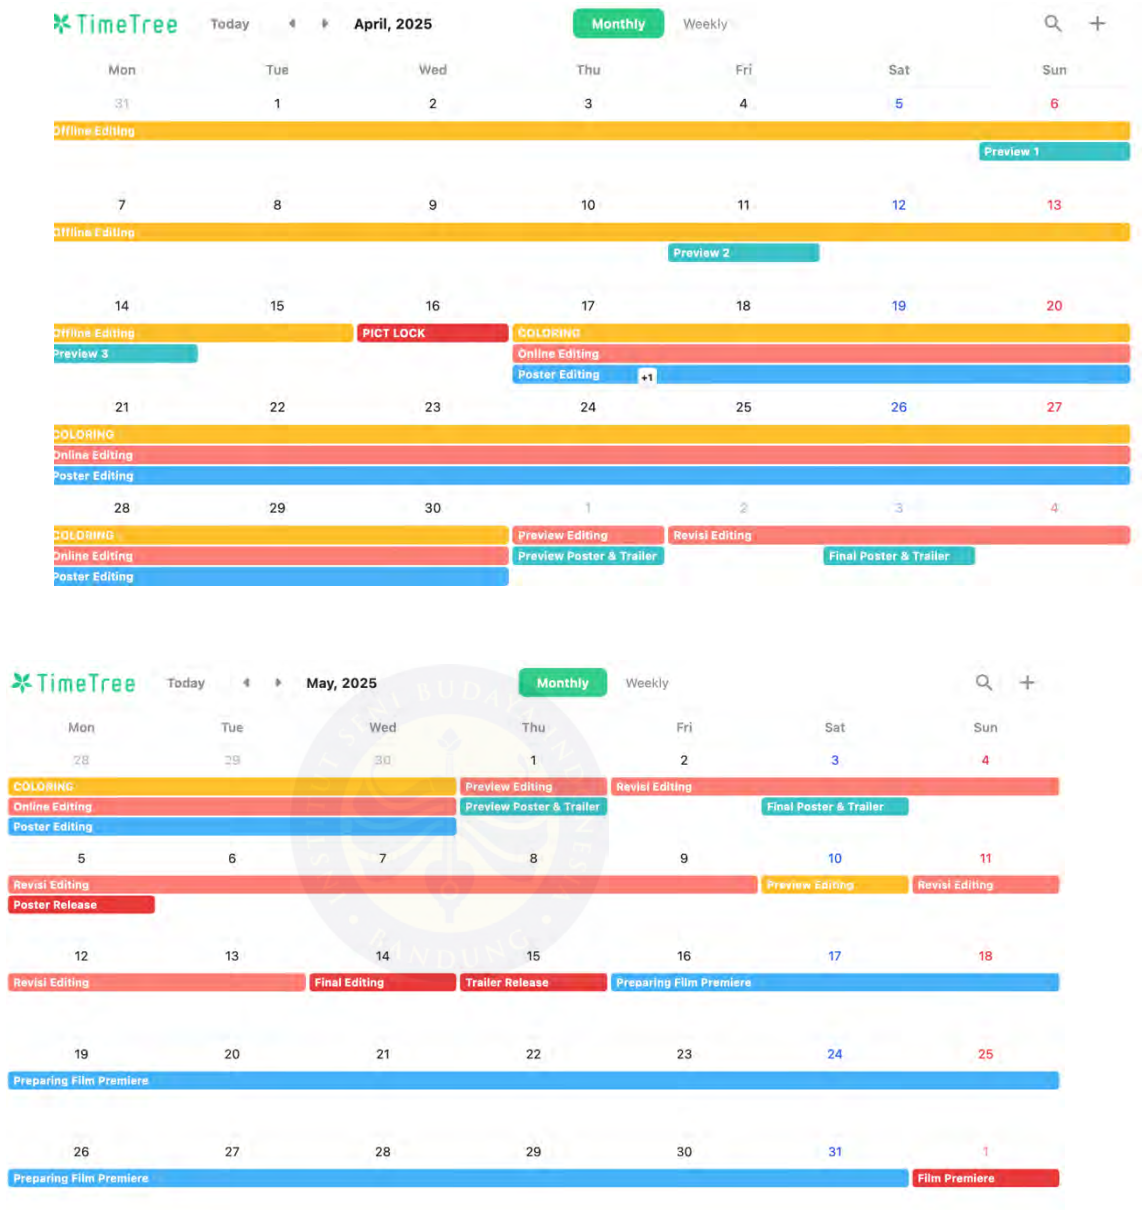 TimeTree Today April, 2025 Monthly Weekly
Mon Tue Wed Thu Fri Sat Sun
31 1 2 3 4 5 6
Offline Editing
Preview 1
7 8 9 10 11 12 13
Offline Editing
Preview 2
14 15 16 17 18 19 20
Offline Editing PICT LOCK COLORING
Preview 3 Online Editing
Poster Editing +1
21 22 23 24 25 26 27
COLORING
Online Editing
Poster Editing
28 29 30 1 2 3 4
COLORING Preview Editing Revisi Editing
Online Editing Preview Poster & Trailer Final Poster & Trailer
Poster Editing
TimeTree Today May, 2025 Monthly Weekly
Mon Tue Wed Thu Fri Sat Sun
28 29 30 1 2 3 4
COLORING Preview Editing Revisi Editing
Online Editing Preview Poster & Trailer Final Poster & Trailer
Poster Editing
5 6 7 8 9 10 11
Revisi Editing Preview Editing Revisi Editing
Poster Release
12 13 14 15 16 17 18
Revisi Editing Final Editing Trailer Release Preparing Film Premiere
19 20 21 22 23 24 25
Preparing Film Premiere
26 27 28 29 30 31 1
Preparing Film Premiere Film Premiere
INSTITUT SENI BUDAYA INDONESIA
BANDUNG